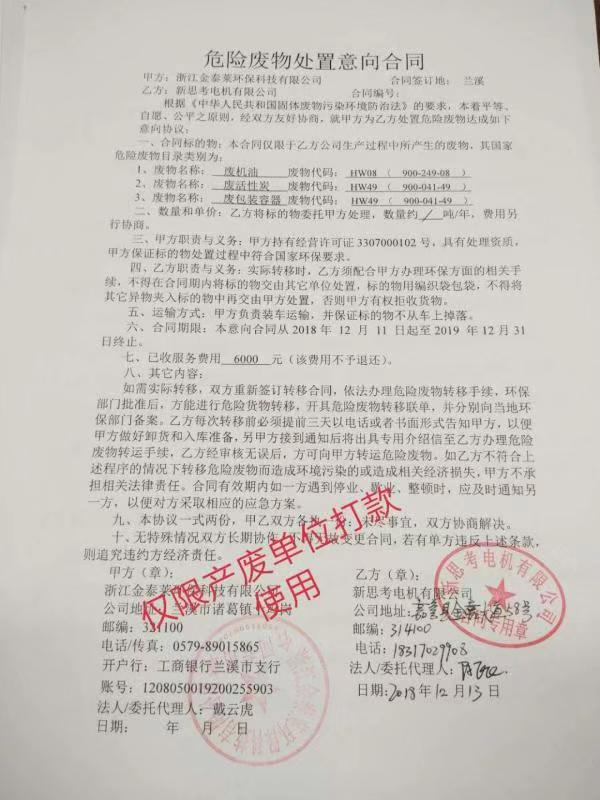 危险废物处置意向合同
甲方：浙江金泰莱环保科技有限公司 合同签订地： 兰溪
乙方：新思考电机有限公司 合同编号：
根据《中华人民共和国固体废物污染环境防治法》的要求，本着平等、
自愿、公平之原则，经双方友好协商，就甲方为乙方处置危险废物达成如下
意向协议：
一、合同标的物：本合同仅限于乙方公司生产过程中所产生的废物，其国家
危险废物目录类别为：
1、废物名称： 废机油 废物代码： HW08 （ 900-249-08 ）
2、废物名称： 废活性炭 废物代码： HW49 （ 900-041-49 ）
3、废物名称： 废包装容器 废物代码： HW49 （ 900-041-49 ）
二、数量和单价：乙方将标的物委托甲方处理，数量约 / 吨/年，费用另
行协商。
三、甲方职责与义务：甲方持有经营许可证 3307000102 号，具有处理资质，
甲方保证标的物处置过程中符合国家环保要求。
四、乙方职责与义务：实际转移时，乙方须配合甲方办理环保方面的相关手
续，不得在合同期内将标的物交由其它单位处置，标的物用编织袋包袋，不得将
其它异物夹入标的物中再交由甲方处置，否则甲方有权拒收货物。
五、运输方式：甲方负责装车运输，并保证标的物不从车上掉落。
六、合同期限：本意向合同从 2018 年 12 月 11 日起至 2019 年 12 月 31
日终止。
七、已收服务费用 6000 元（该费用不予退还）。
八、其它内容：
如需实际转移，双方重新签订转移合同，依法办理危险废物转移手续，环保
部门批准后，方能进行危险货物转移，开具危险废物转移联单，并分别向当地环
保部门备案。乙方每次转移前必须提前三天以电话或者书面形式告知甲方，以便
甲方做好卸货和入库准备，另甲方接到通知后将出具专用介绍信至乙方办理危险
废物转运手续，乙方经审核无误后，方可向甲方转运危险废物。如乙方不符合上
述程序的情况下转移危险废物而造成环境污染的或造成相关经济损失，甲方不承
担相关法律责任。合同有效期内如一方遇到停业、歇业、整顿时，应及时通知另
一方，以便对方采取相应的应急方案。
九、本协议一式两份，甲乙双方各执一份；未尽事宜，双方协商解决。
十、无特殊情况双方长期协作，不得无故变更合同，若有单方违反上述条款，
则追究违约方经济责任。
仅限产废单位打款
使用
甲方（章）：
浙江金泰莱环保科技有限公司
公司地址：兰溪市诸葛镇
邮编：321100
电话/传真：0579-89015865
开户行：工商银行兰溪市支行
账号：1208050019200255903
法人/委托代理人：戴云虎
日期： 年 月 日
乙方（章）：
新思考电机有限公司
公司地址：嘉善县 58号
邮编：314100
电话：18317029908
法人/委托代理人：
日期：2018年12月13日
新思考电机有限公司
合同专用章